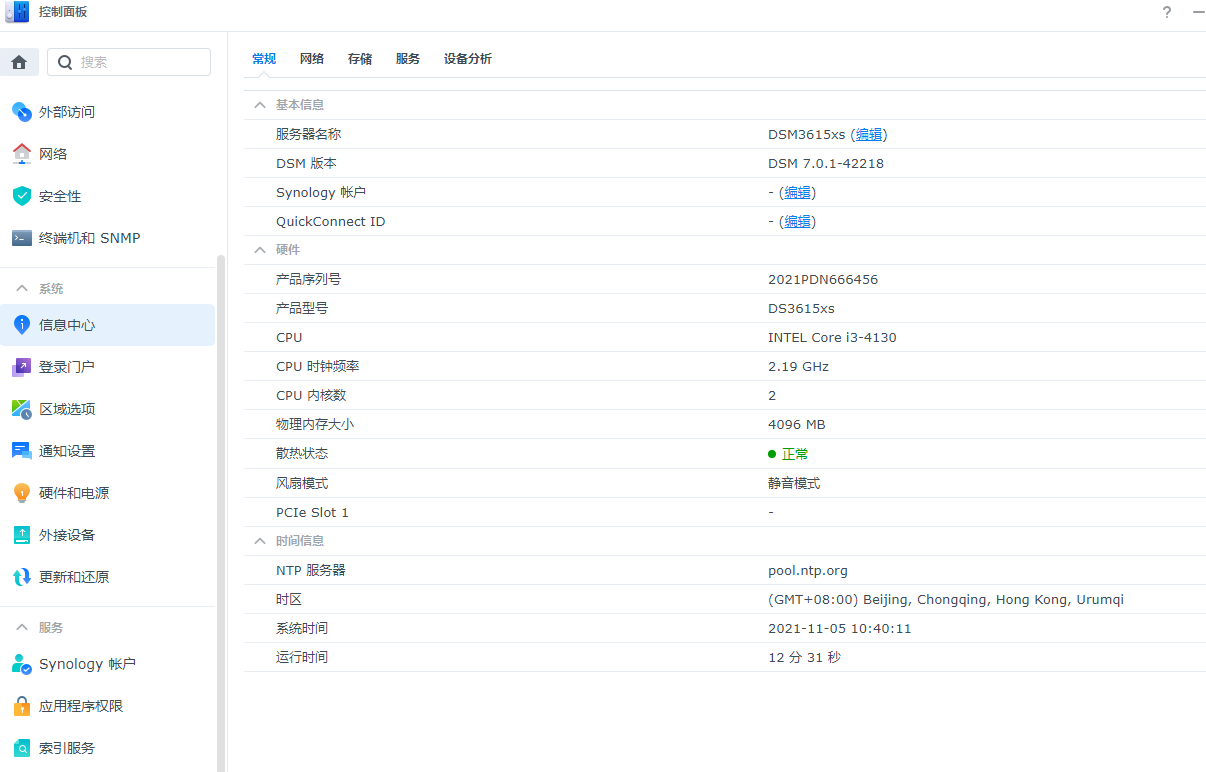 控制面板
?
搜索
外部访问
网络
安全性
终端机和 SNMP
系统
信息中心
登录门户
区域选项
通知设置
硬件和电源
外接设备
更新和还原
服务
Synology 帐户
应用程序权限
索引服务
常规 网络 存储 服务 设备分析
基本信息
服务器名称 DSM3615xs (编辑)
DSM 版本 DSM 7.0.1-42218
Synology 帐户 - (编辑)
QuickConnect ID - (编辑)
硬件
产品序列号 2021PDN666456
产品型号 DS3615xs
CPU INTEL Core i3-4130
CPU 时钟频率 2.19 GHz
CPU 内核数 2
物理内存大小 4096 MB
散热状态 正常
风扇模式 静音模式
PCIe Slot 1 -
时间信息
NTP 服务器 pool.ntp.org
时区 (GMT+08:00) Beijing, Chongqing, Hong Kong, Urumqi
系统时间 2021-11-05 10:40:11
运行时间 12 分 31 秒